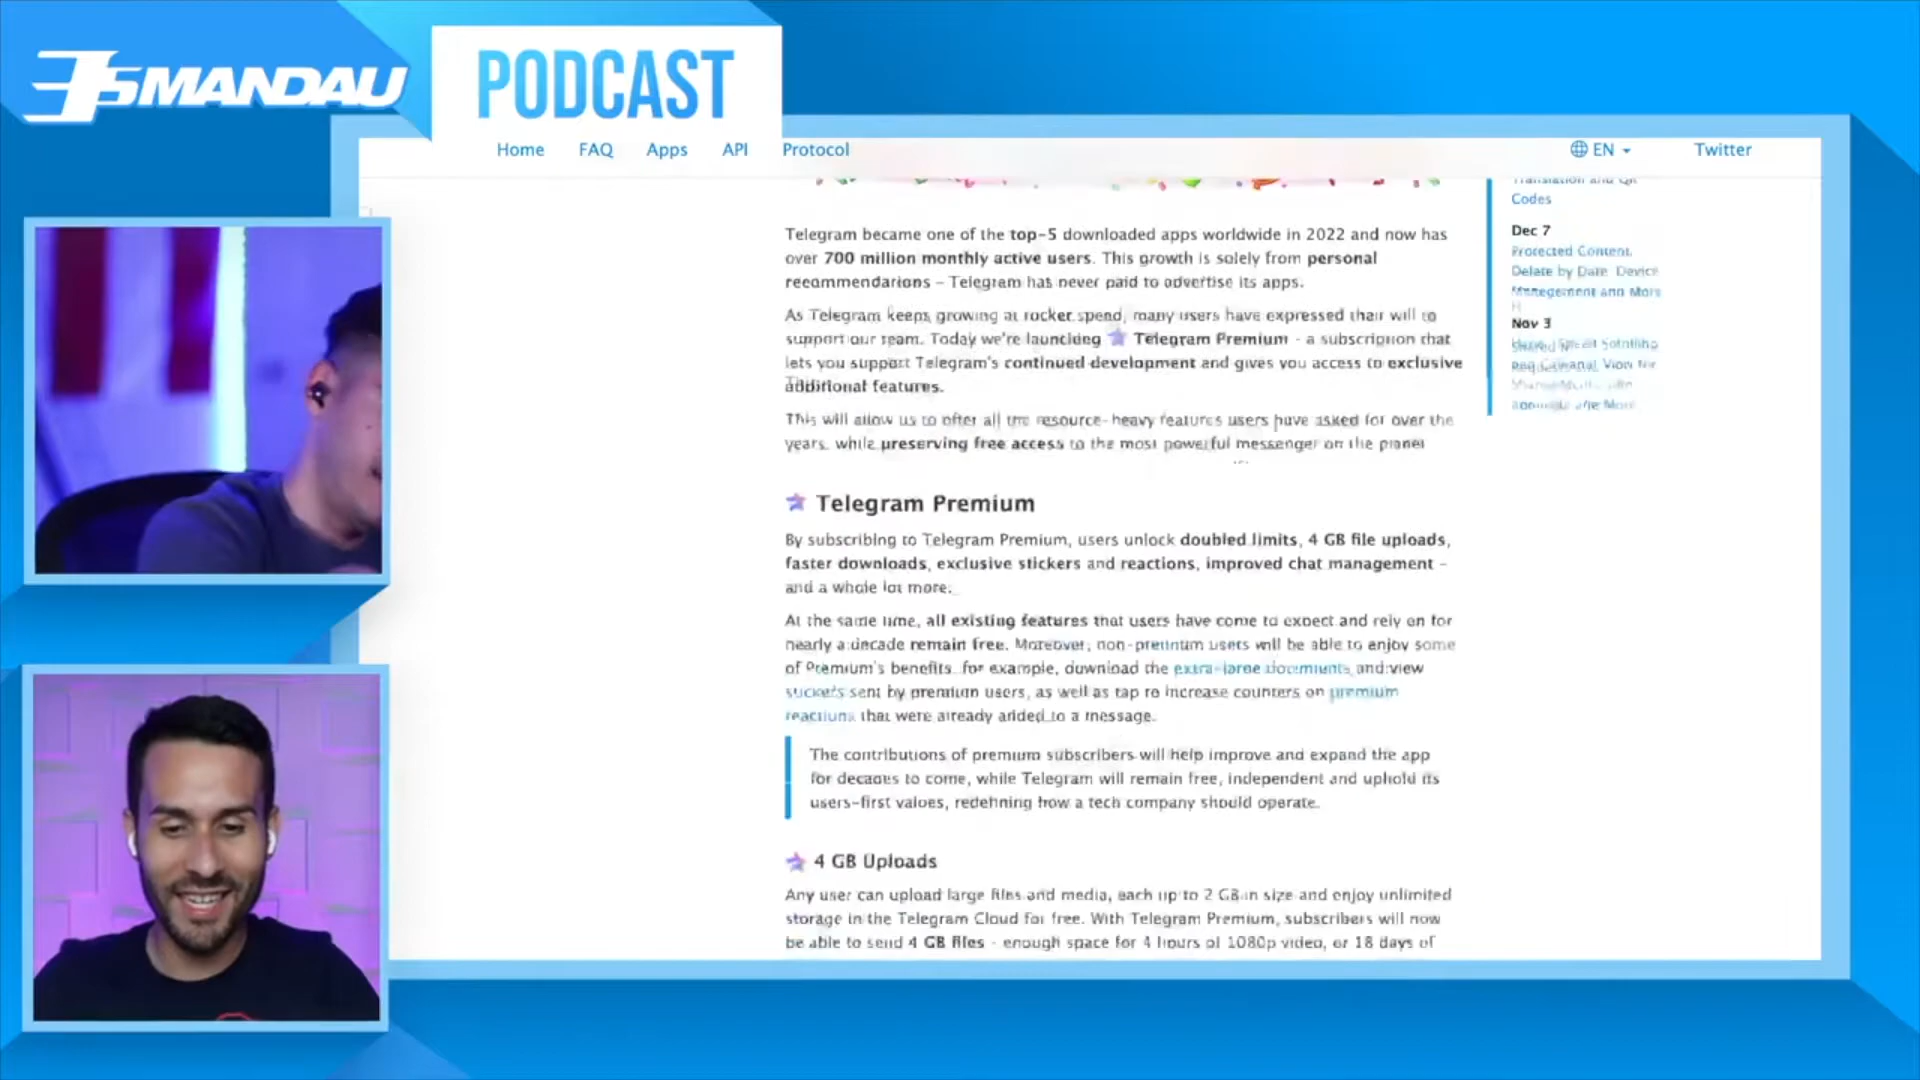 ESMANDAU
PODCAST
Home FAQ Apps API Protocol EN Twitter
Translation and QR
Codes
Dec 7
Protected Content,
Delete by Date, Device
Management and More
Nov 3
Telegram became one of the top-5 downloaded apps worldwide in 2022 and now has
over 700 million monthly active users. This growth is solely from personal
recommendations – Telegram has never paid to advertise its apps.
As Telegram keeps growing at rocket speed, many users have expressed their will to
support our team. Today we're launching Telegram Premium – a subscription that
lets you support Telegram's continued development and gives you access to exclusive
additional features.
This will allow us to offer all the resource-heavy features users have asked for over the
years, while preserving free access to the most powerful messenger on the planet
Telegram Premium
By subscribing to Telegram Premium, users unlock doubled limits, 4 GB file uploads,
faster downloads, exclusive stickers and reactions, improved chat management –
and a whole lot more.
At the same time, all existing features that users have come to expect and rely on for
nearly a decade remain free. Moreover, non-premium users will be able to enjoy some
of Premium's benefits. for example, download the extra-large documents and view
stickers sent by premium users, as well as tap to increase counters on premium
reactions that were already added to a message.
The contributions of premium subscribers will help improve and expand the app
for decades to come, while Telegram will remain free, independent and uphold its
users-first values, redefining how a tech company should operate.
4 GB Uploads
Any user can upload large files and media, each up to 2 GB in size and enjoy unlimited
storage in the Telegram Cloud for free. With Telegram Premium, subscribers will now
be able to send 4 GB files – enough space for 4 hours of 1080p video, or 18 days of